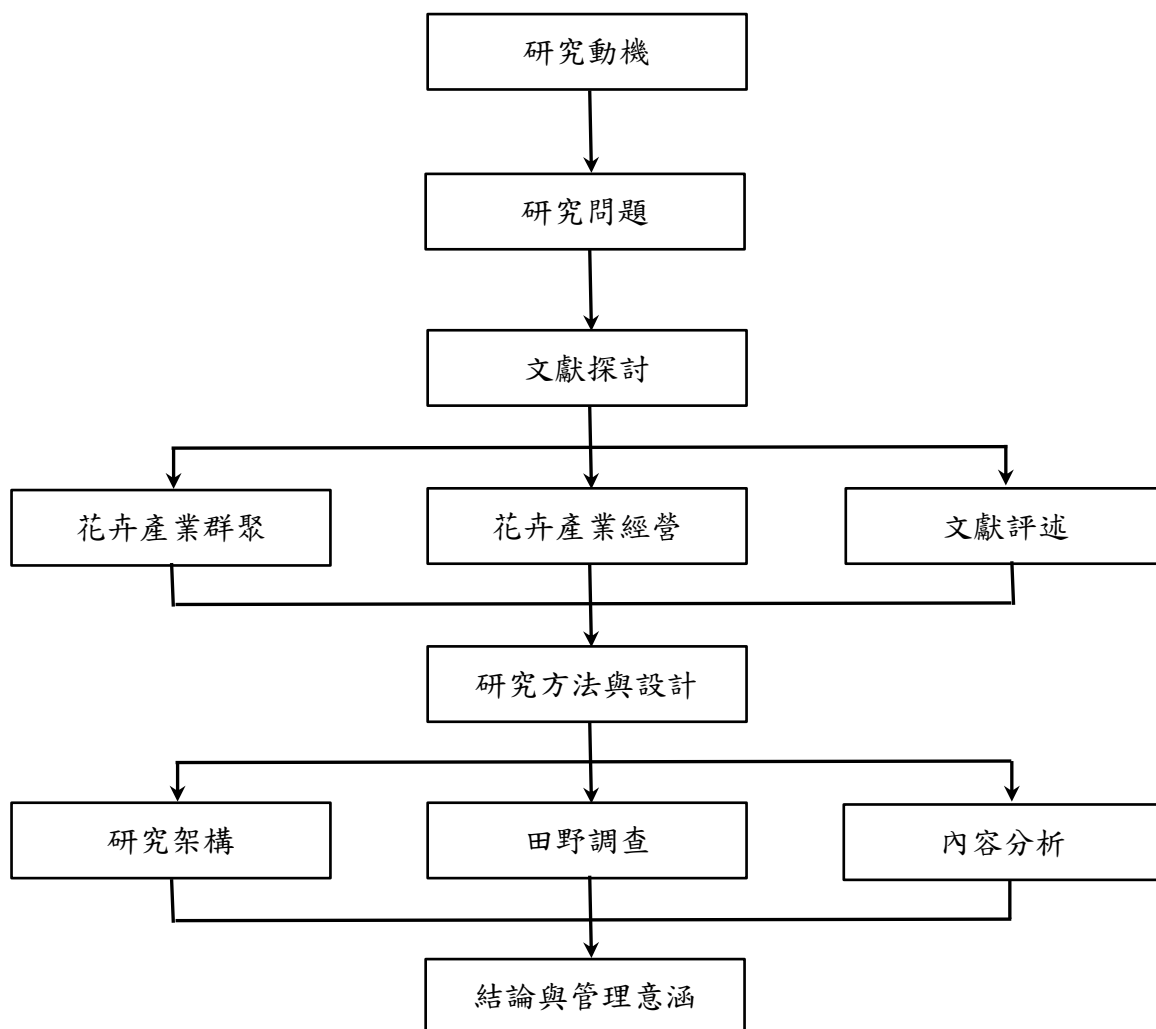 研究動機
研究問題
文獻探討
花卉產業群聚
花卉產業經營
文獻評述
研究方法與設計
研究架構
田野調查
內容分析
結論與管理意涵